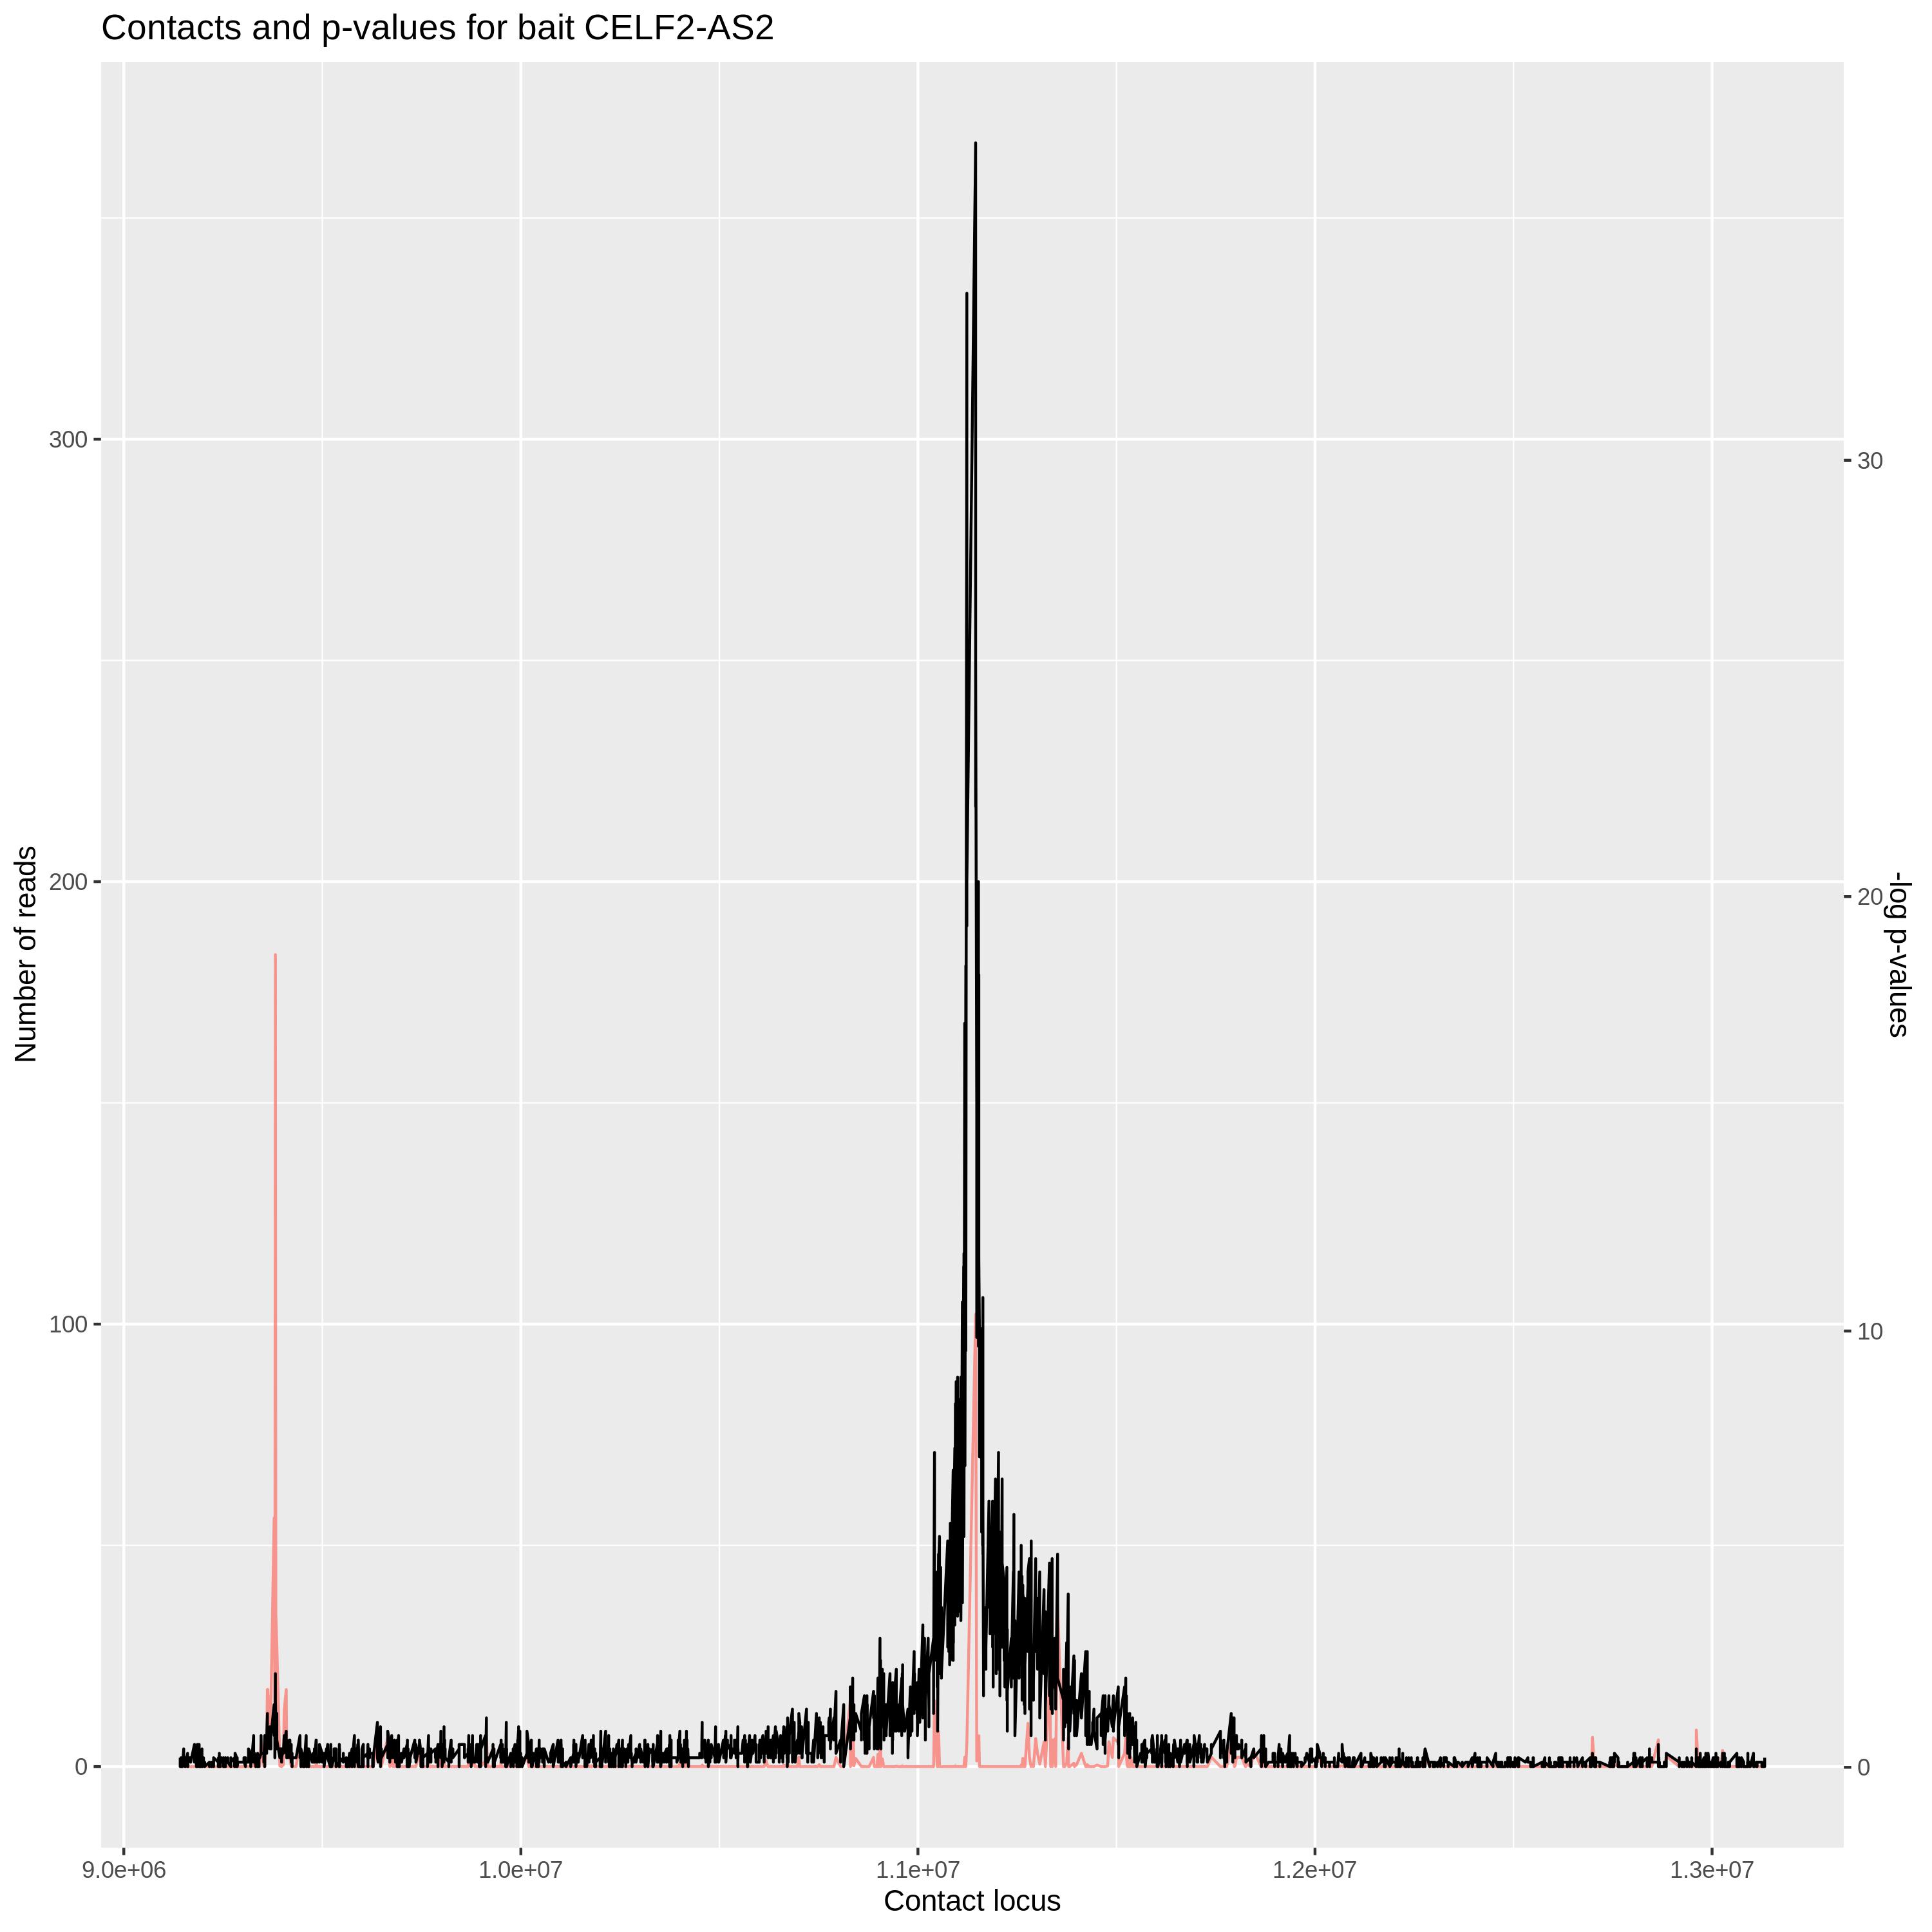 Contacts and p-values for bait CELF2-AS2
Number of reads
300
200
100
0
30
20
10
0
-log p-values
9.0e+06
1.0e+07
1.1e+07
1.2e+07
1.3e+07
Contact locus